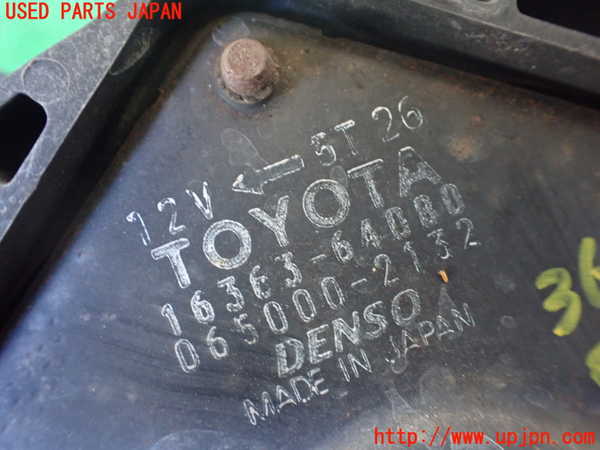 USED PARTS JAPAN
12V ← 5T 26
TOYOTA
16363-64080
065000-2132
DENSO
MADE IN JAPAN
36
http://www.upjpn.com